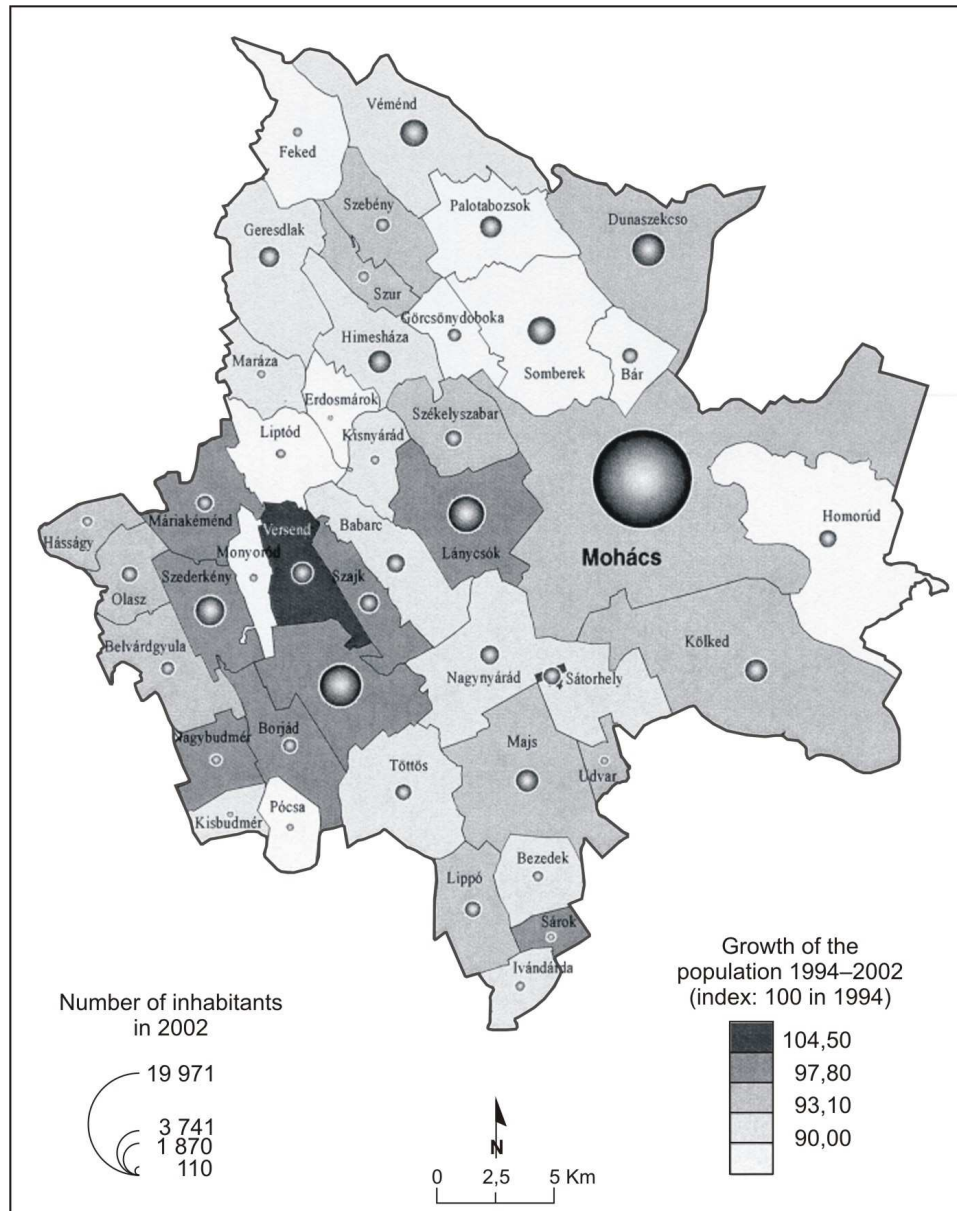 Véménd
Feked
Szebény
Palotabozsok
Dunaszekcso
Geresdlak
Szur
Görcsönydoboka
Himesháza
Maráza
Somberek
Bár
Erdosmárok
Székelyszabar
Liptód
Kisnyárád
Máriakéménd
Versend
Babarc
Homorúd
Hásságy
Monyoród
Lánycsók
Mohács
Szederkény
Szajk
Olasz
Belvárdgyula
Kölked
Nagynyárád
Sátorhely
Nagybudmér
Borjád
Majs
Töttös
Udvar
Kisbudmér
Pócsa
Bezedek
Lippó
Sárok
Ivándárda
Number of inhabitants
in 2002
19 971
3 741
1 870
110
N
0 2,5 5 Km
Growth of the
population 1994–2002
(index: 100 in 1994)
104,50
97,80
93,10
90,00